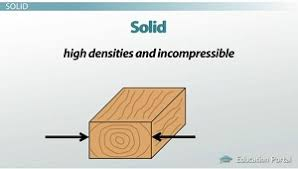 SOLID
Solid
high densities and incompressible
Education Portal